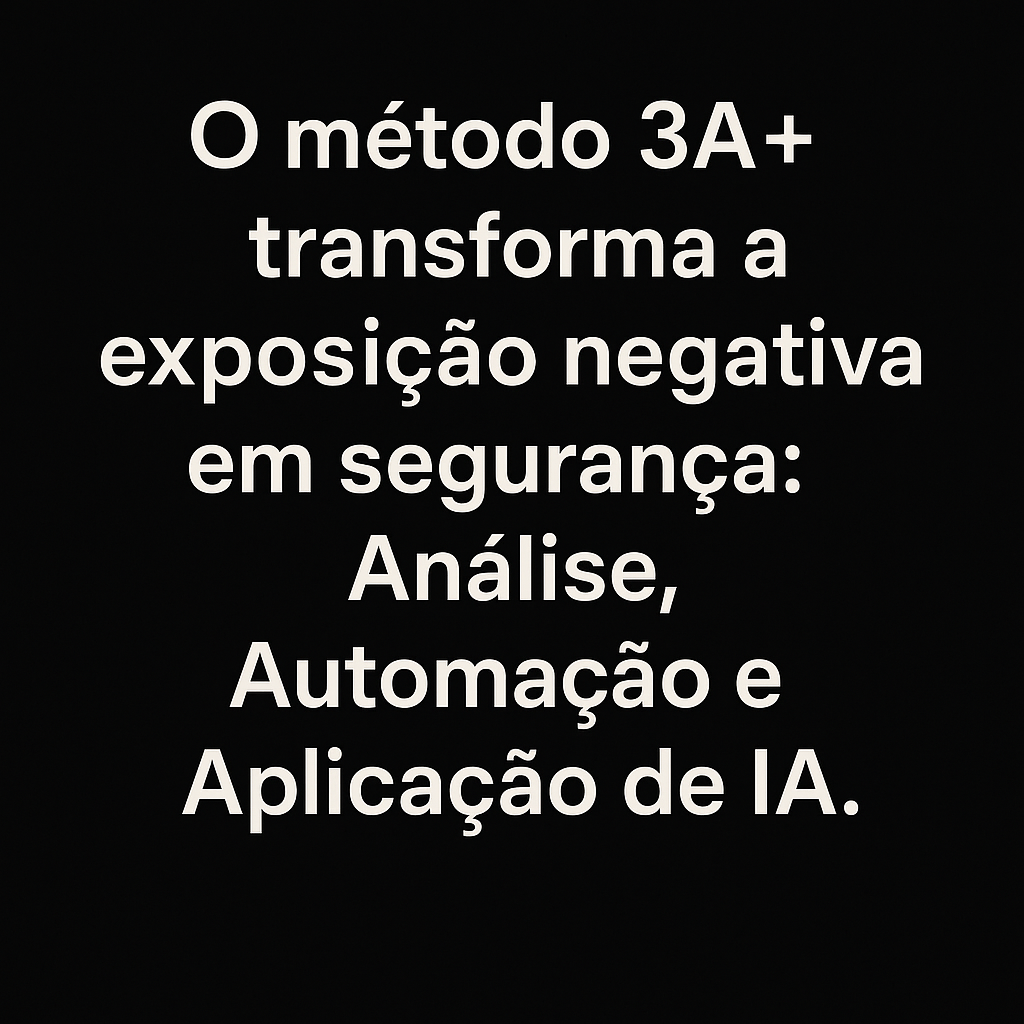 O método 3A+
transforma a
exposição negativa
em segurança:
Análise,
Automação e
Aplicação de IA.